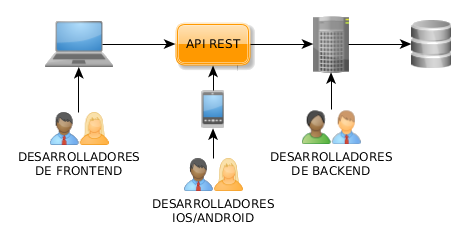 API REST
DESARROLLADORES
DE FRONTEND
DESARROLLADORES
DE BACKEND
DESARROLLADORES
IOS/ANDROID